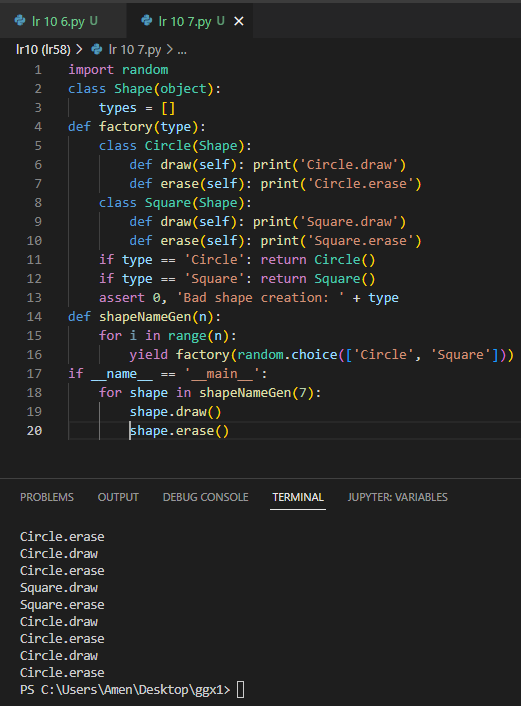 lr 10 6.py U
lr 10 7.py U ×
lr10 (lr58) > lr 10 7.py > ...
1 import random
2 class Shape(object):
3     types = []
4 def factory(type):
5     class Circle(Shape):
6         def draw(self): print('Circle.draw')
7         def erase(self): print('Circle.erase')
8     class Square(Shape):
9         def draw(self): print('Square.draw')
10         def erase(self): print('Square.erase')
11     if type == 'Circle': return Circle()
12     if type == 'Square': return Square()
13     assert 0, 'Bad shape creation: ' + type
14 def shapeNameGen(n):
15     for i in range(n):
16         yield factory(random.choice(['Circle', 'Square']))
17 if __name__ == '__main__':
18     for shape in shapeNameGen(7):
19         shape.draw()
20         shape.erase()
PROBLEMS OUTPUT DEBUG CONSOLE TERMINAL JUPYTER: VARIABLES
Circle.erase
Circle.draw
Circle.erase
Square.draw
Square.erase
Circle.draw
Circle.erase
Circle.draw
Circle.erase
PS C:\Users\Amen\Desktop\ggx1>